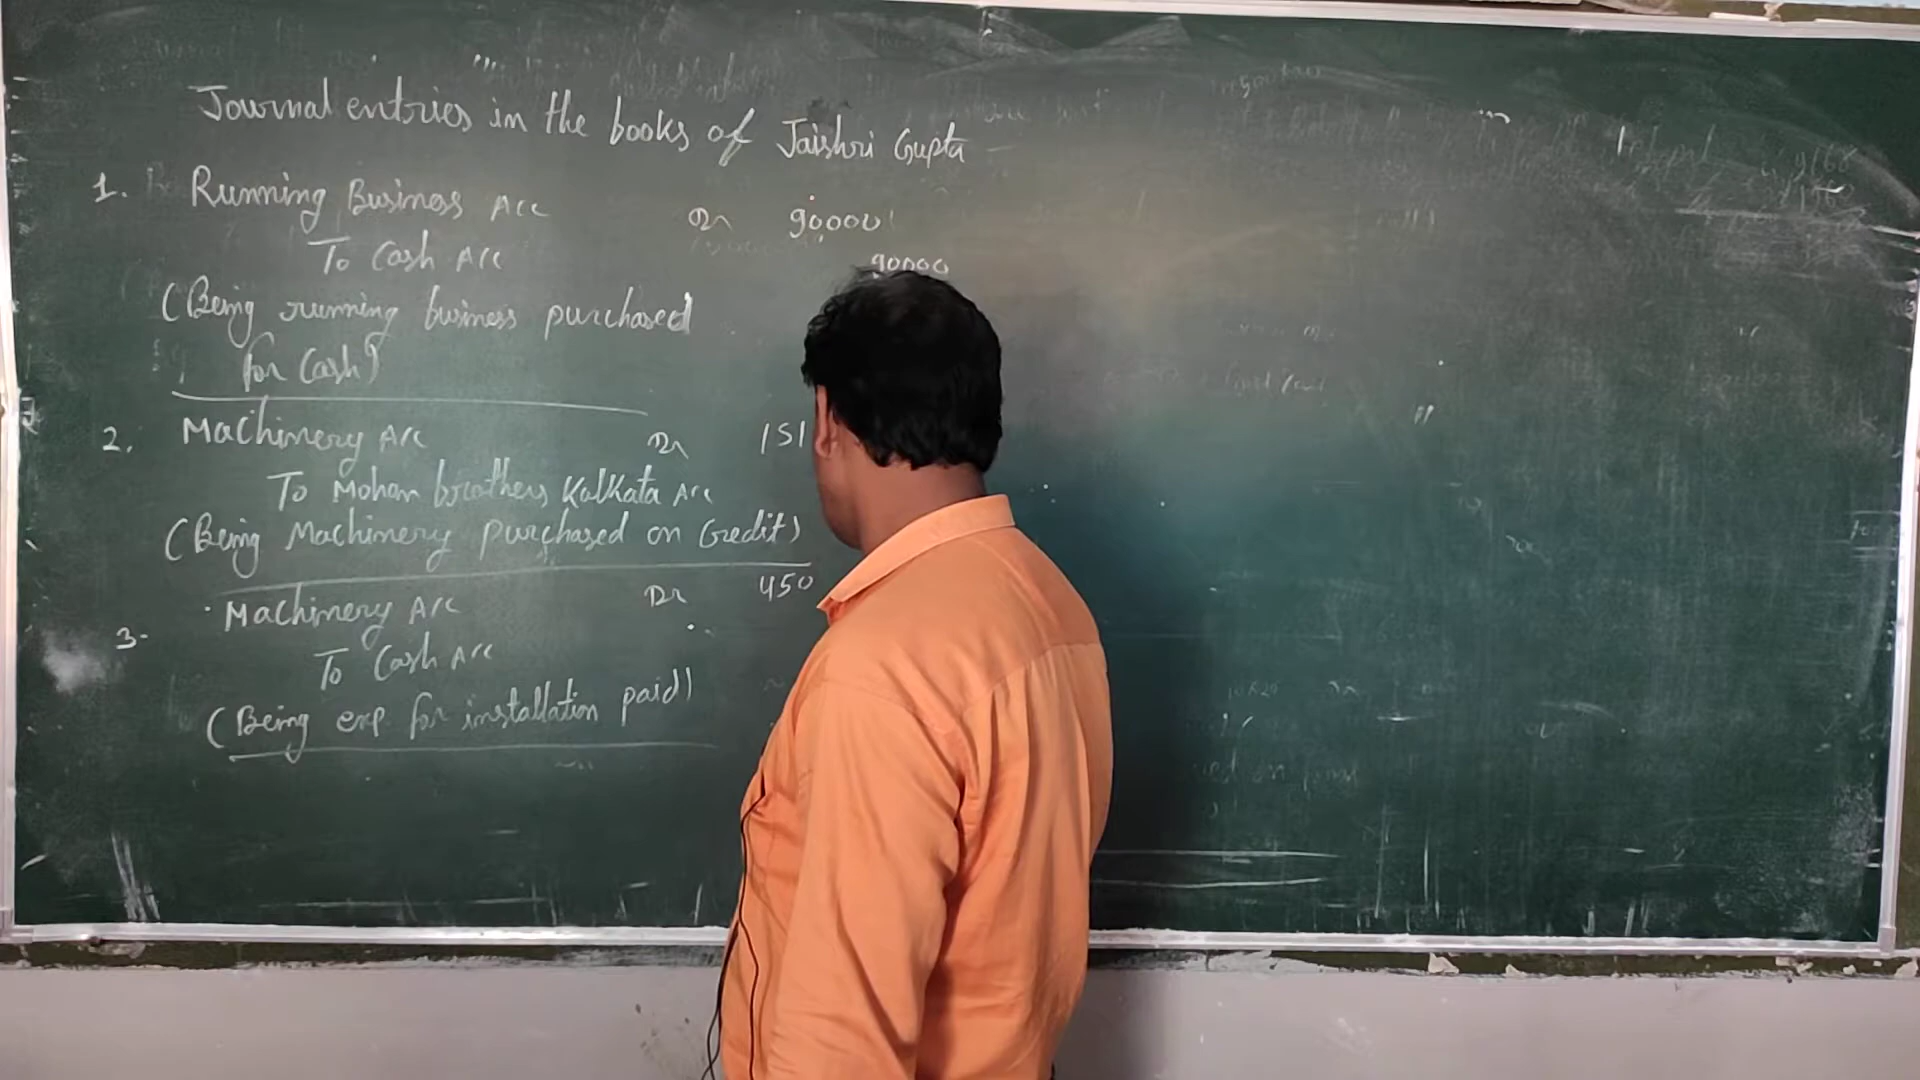 Journal entries in the books of Jaishri Gupta
1. Running Business A/c Dr 90000
To Cash A/c 90000
(Being running business purchased
for Cash)
2. Machinery A/c Dr 151
To Mohan brothers Kalkata A/c
(Being Machinery purchased on Credit)
3- Machinery A/c Dr 450
To Cash A/c
(Being exp for installation paid)